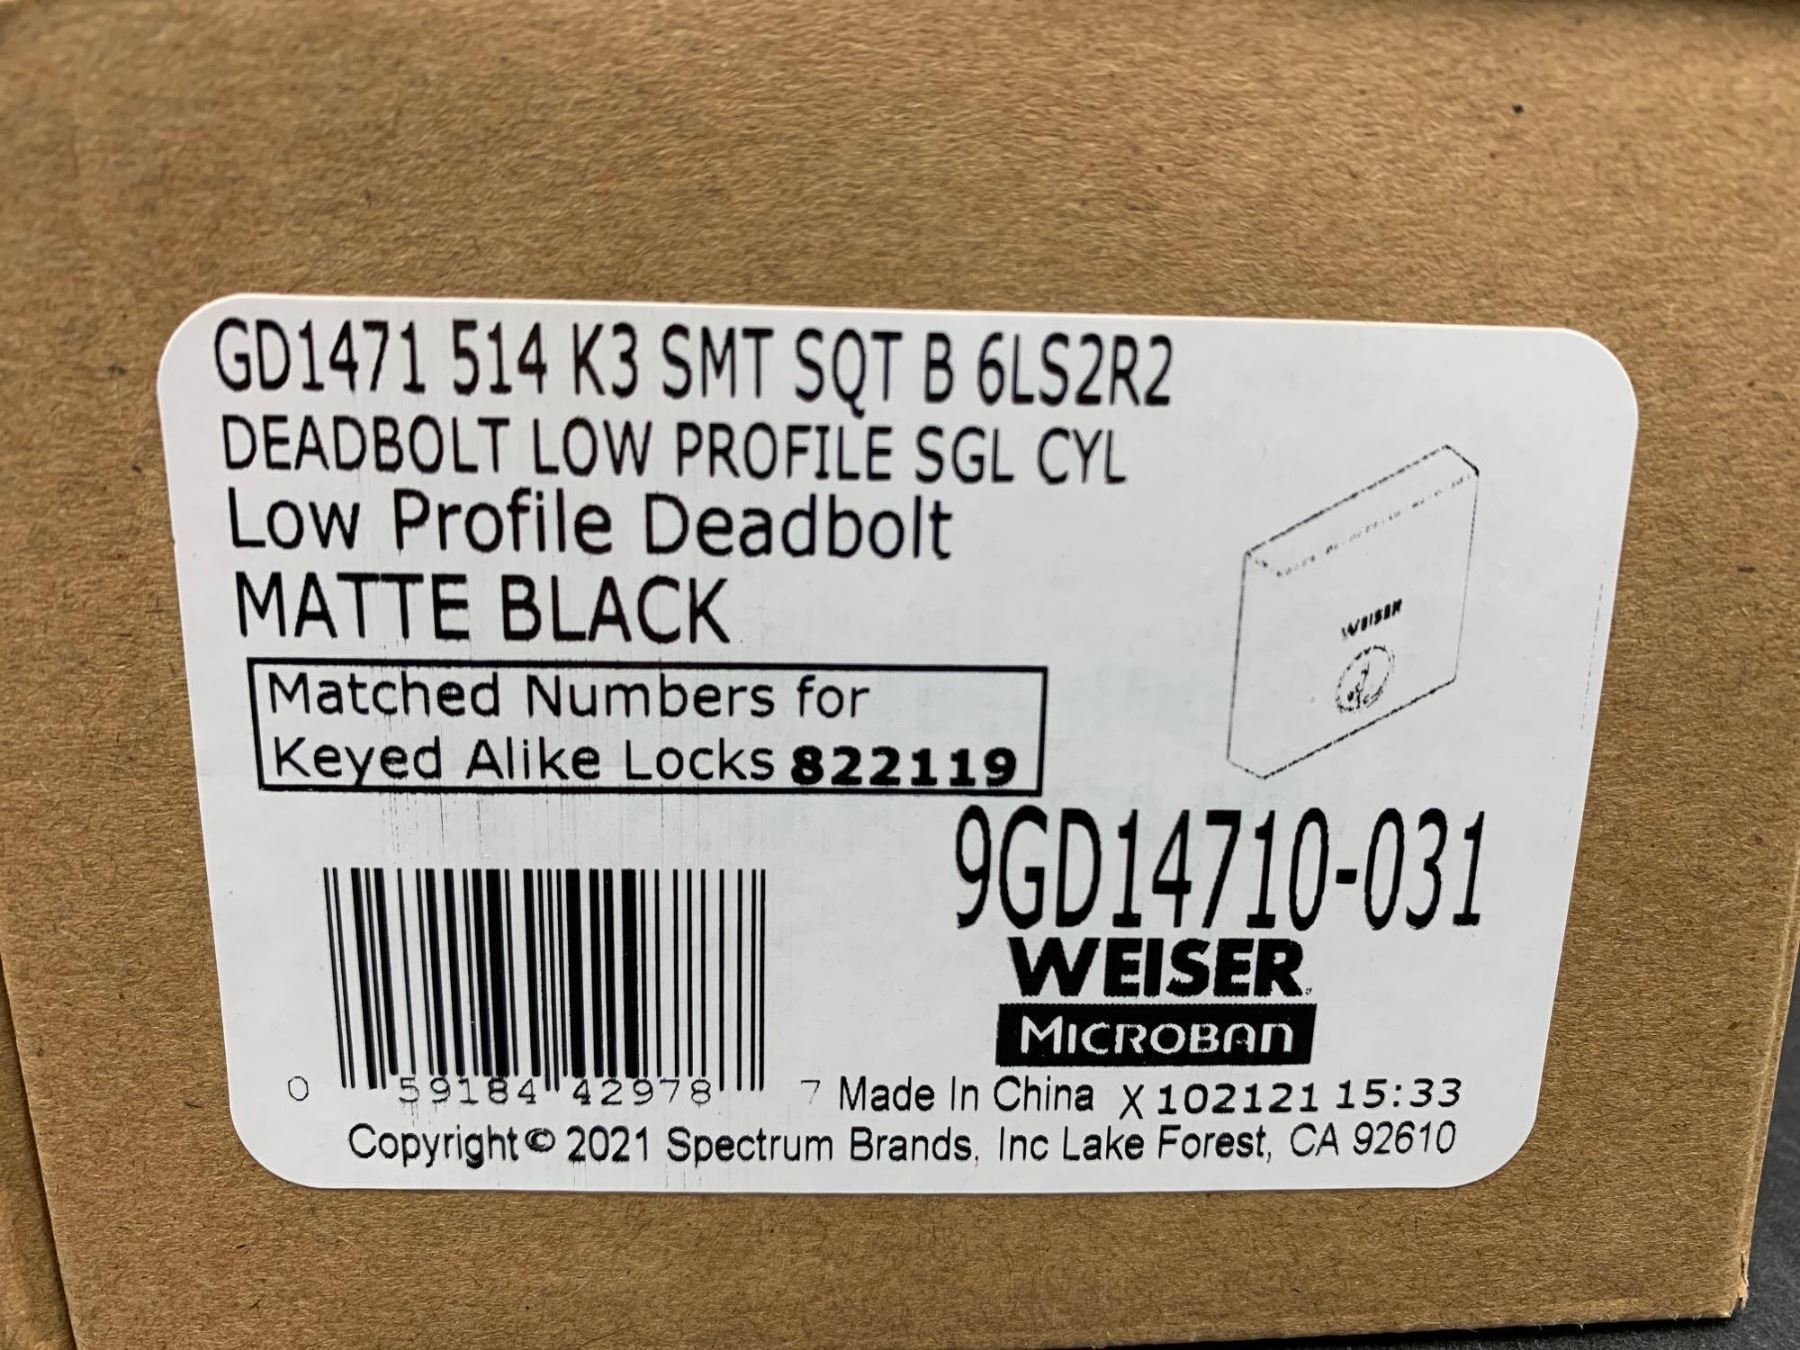 GD1471 514 K3 SMT SQT B 6LS2R2
DEADBOLT LOW PROFILE SGL CYL
Low Profile Deadbolt
MATTE BLACK
WEISER
Matched Numbers for
Keyed Alike Locks 822119
9GD14710-031
WEISER
MICROBAN
0 59184 42978 7
Made In China X 102121 15:33
Copyright © 2021 Spectrum Brands, Inc Lake Forest, CA 92610